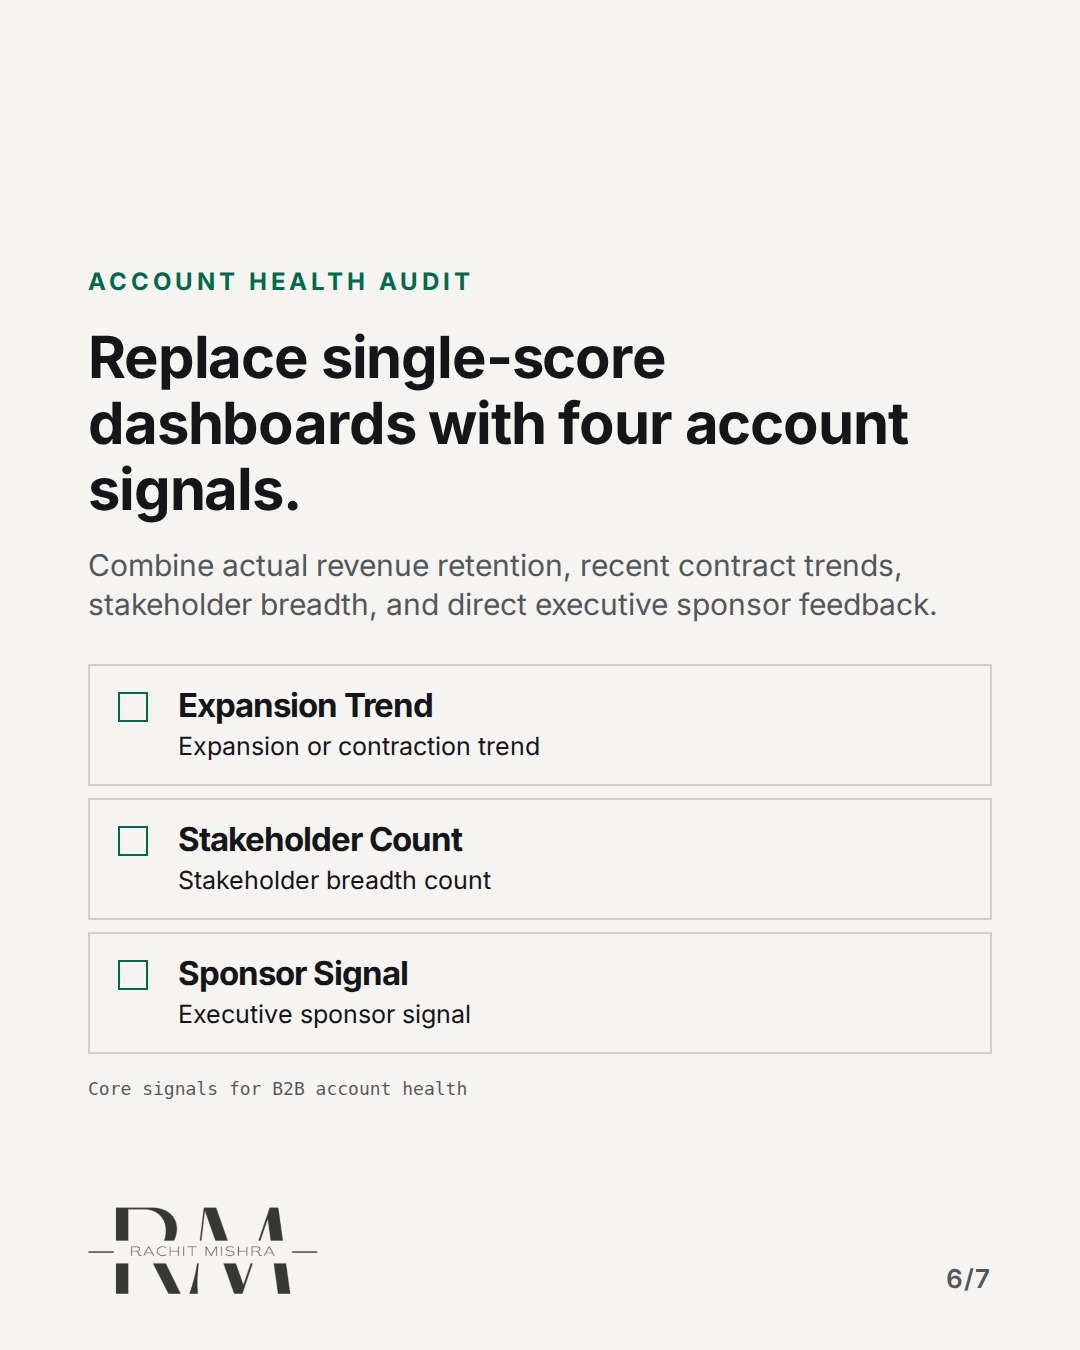 ACCOUNT HEALTH AUDIT
Replace single-score
dashboards with four account
signals.
Combine actual revenue retention, recent contract trends,
stakeholder breadth, and direct executive sponsor feedback.
Expansion Trend
Expansion or contraction trend
Stakeholder Count
Stakeholder breadth count
Sponsor Signal
Executive sponsor signal
Core signals for B2B account health
RM
RACHIT MISHRA
6/7